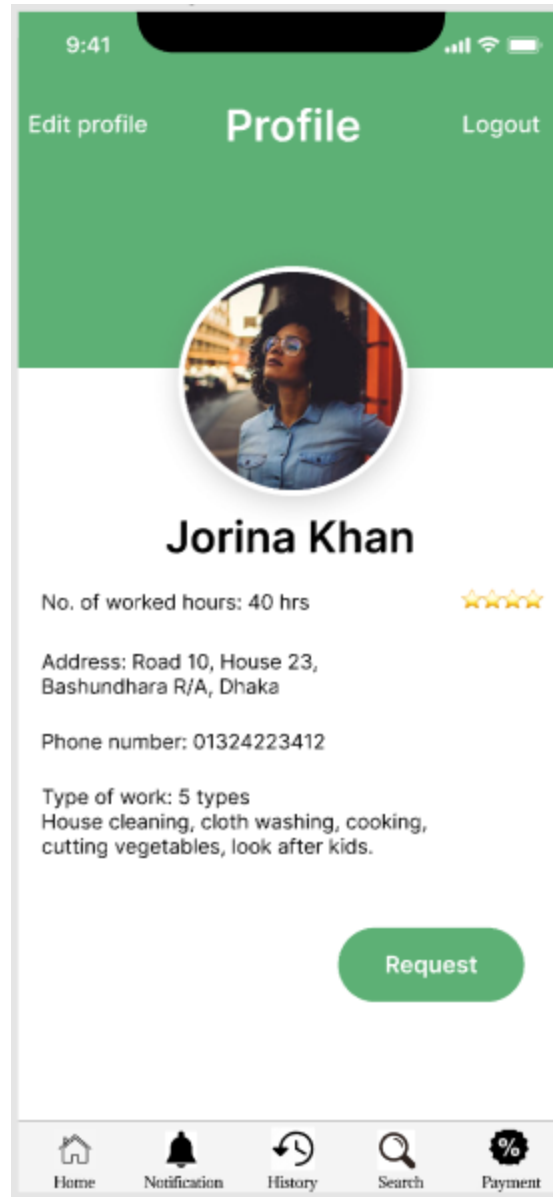 9:41
Edit profile
Profile
Logout
Jorina Khan
No. of worked hours: 40 hrs
Address: Road 10, House 23,
Bashundhara R/A, Dhaka
Phone number: 01324223412
Type of work: 5 types
House cleaning, cloth washing, cooking,
cutting vegetables, look after kids.
Request
%
Home
Notification
History
Search
Payment